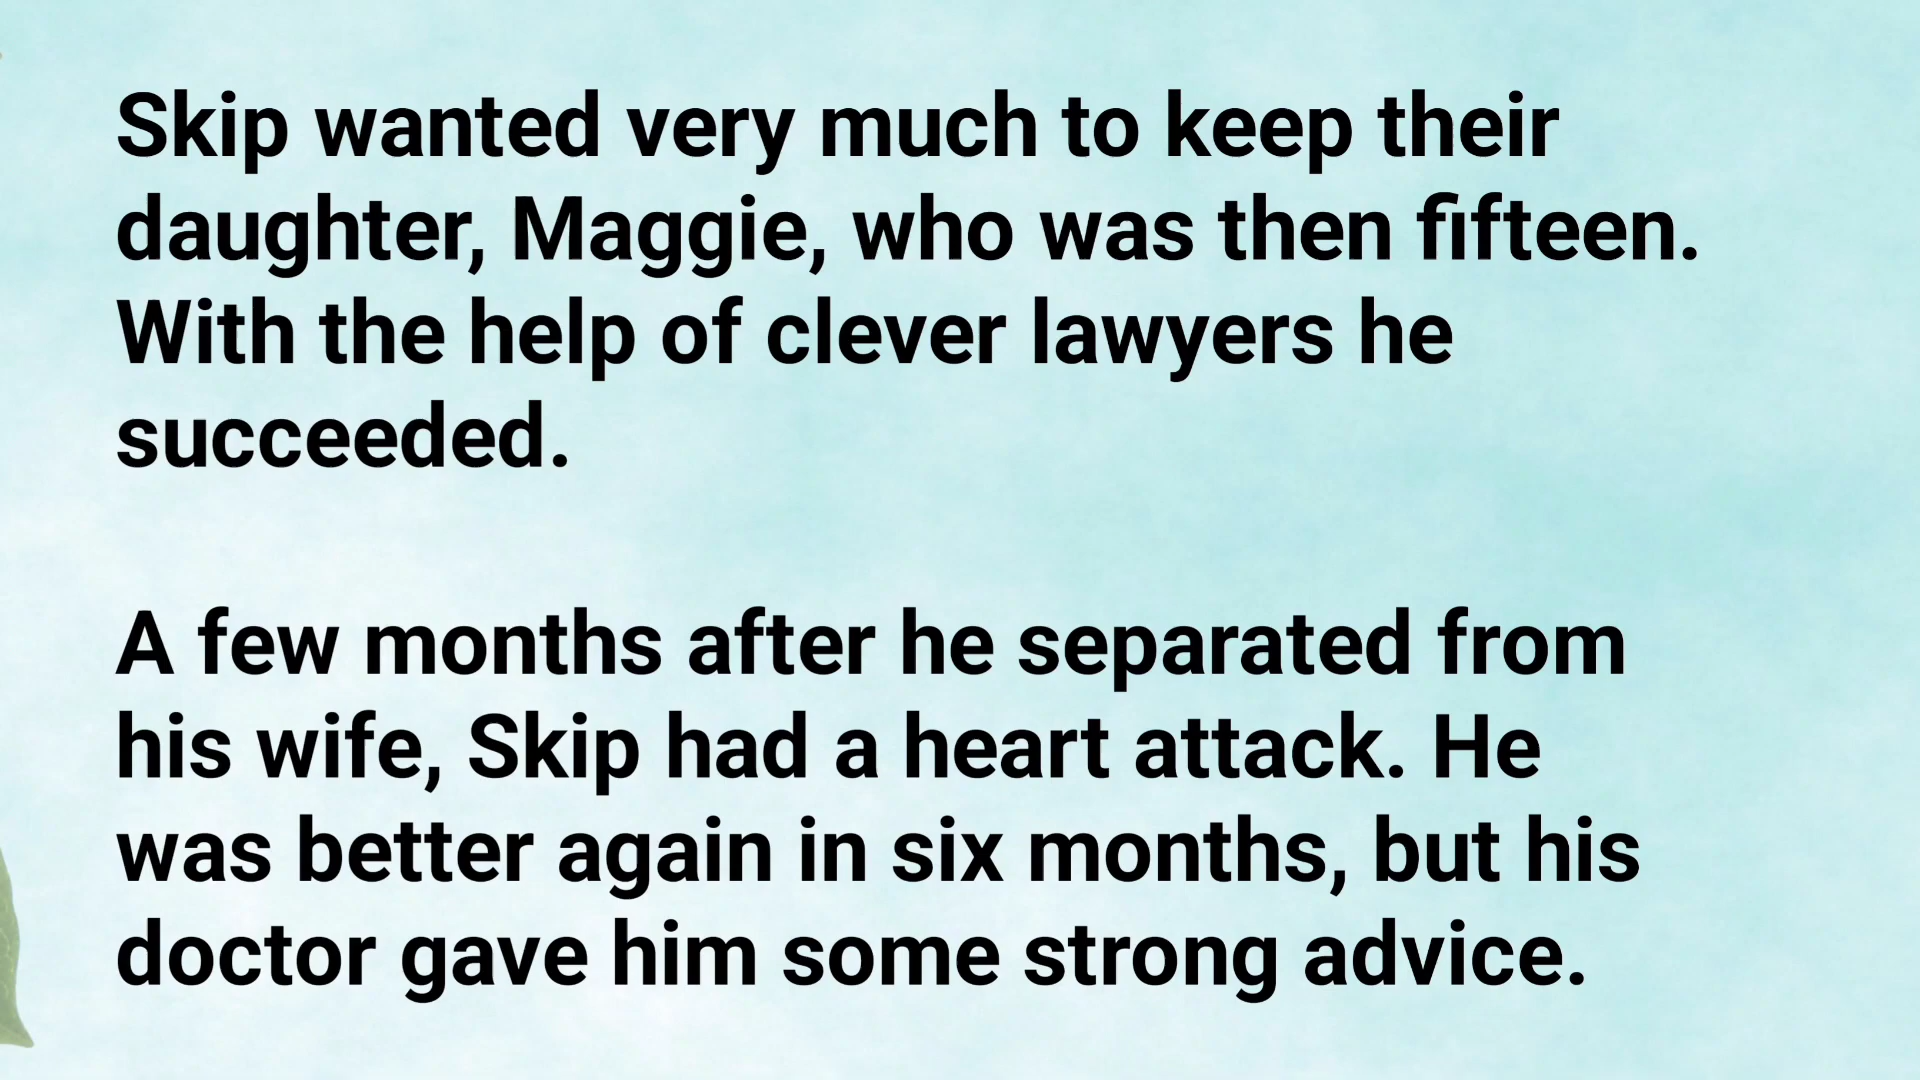 Skip wanted very much to keep their
daughter, Maggie, who was then fifteen.
With the help of clever lawyers he
succeeded.
A few months after he separated from
his wife, Skip had a heart attack. He
was better again in six months, but his
doctor gave him some strong advice.